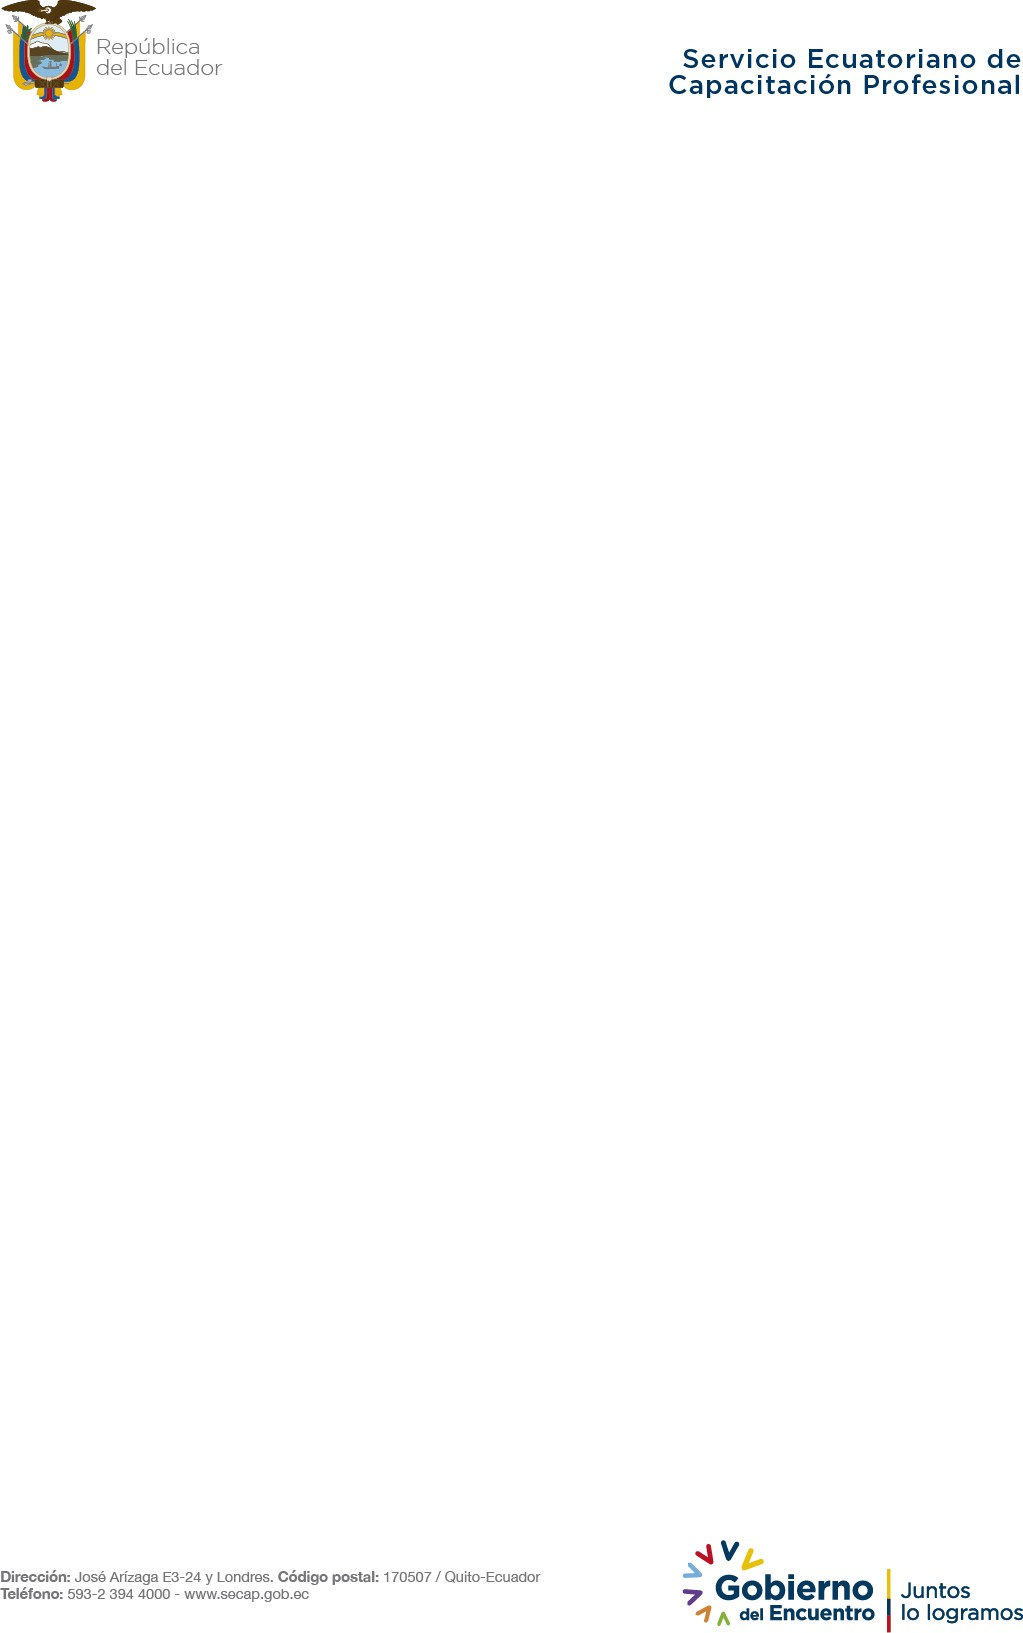 República
del Ecuador
Servicio Ecuatoriano de
Capacitación Profesional
Dirección: José Arízaga E3-24 y Londres. Código postal: 170507 / Quito-Ecuador
Teléfono: 593-2 394 4000 - www.secap.gob.ec
Gobierno
del Encuentro
Juntos
lo logramos